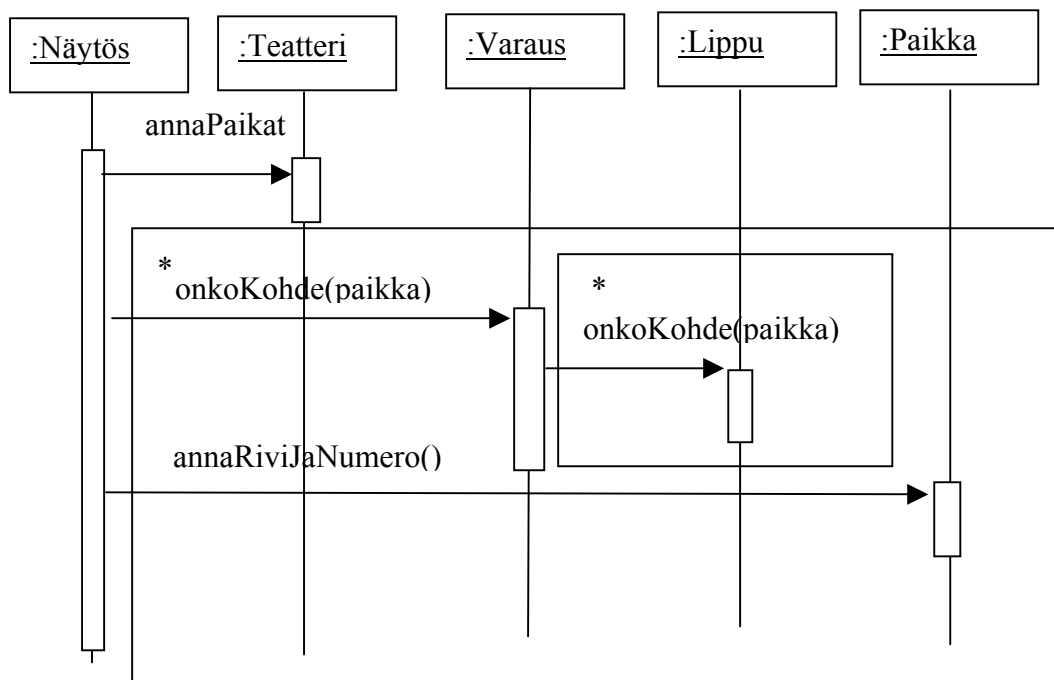 :Näytös
:Teatteri
:Varaus
:Lippu
:Paikka
annaPaikat
*
onkoKohde(paikka)
*
onkoKohde(paikka)
annaRiviJaNumero()